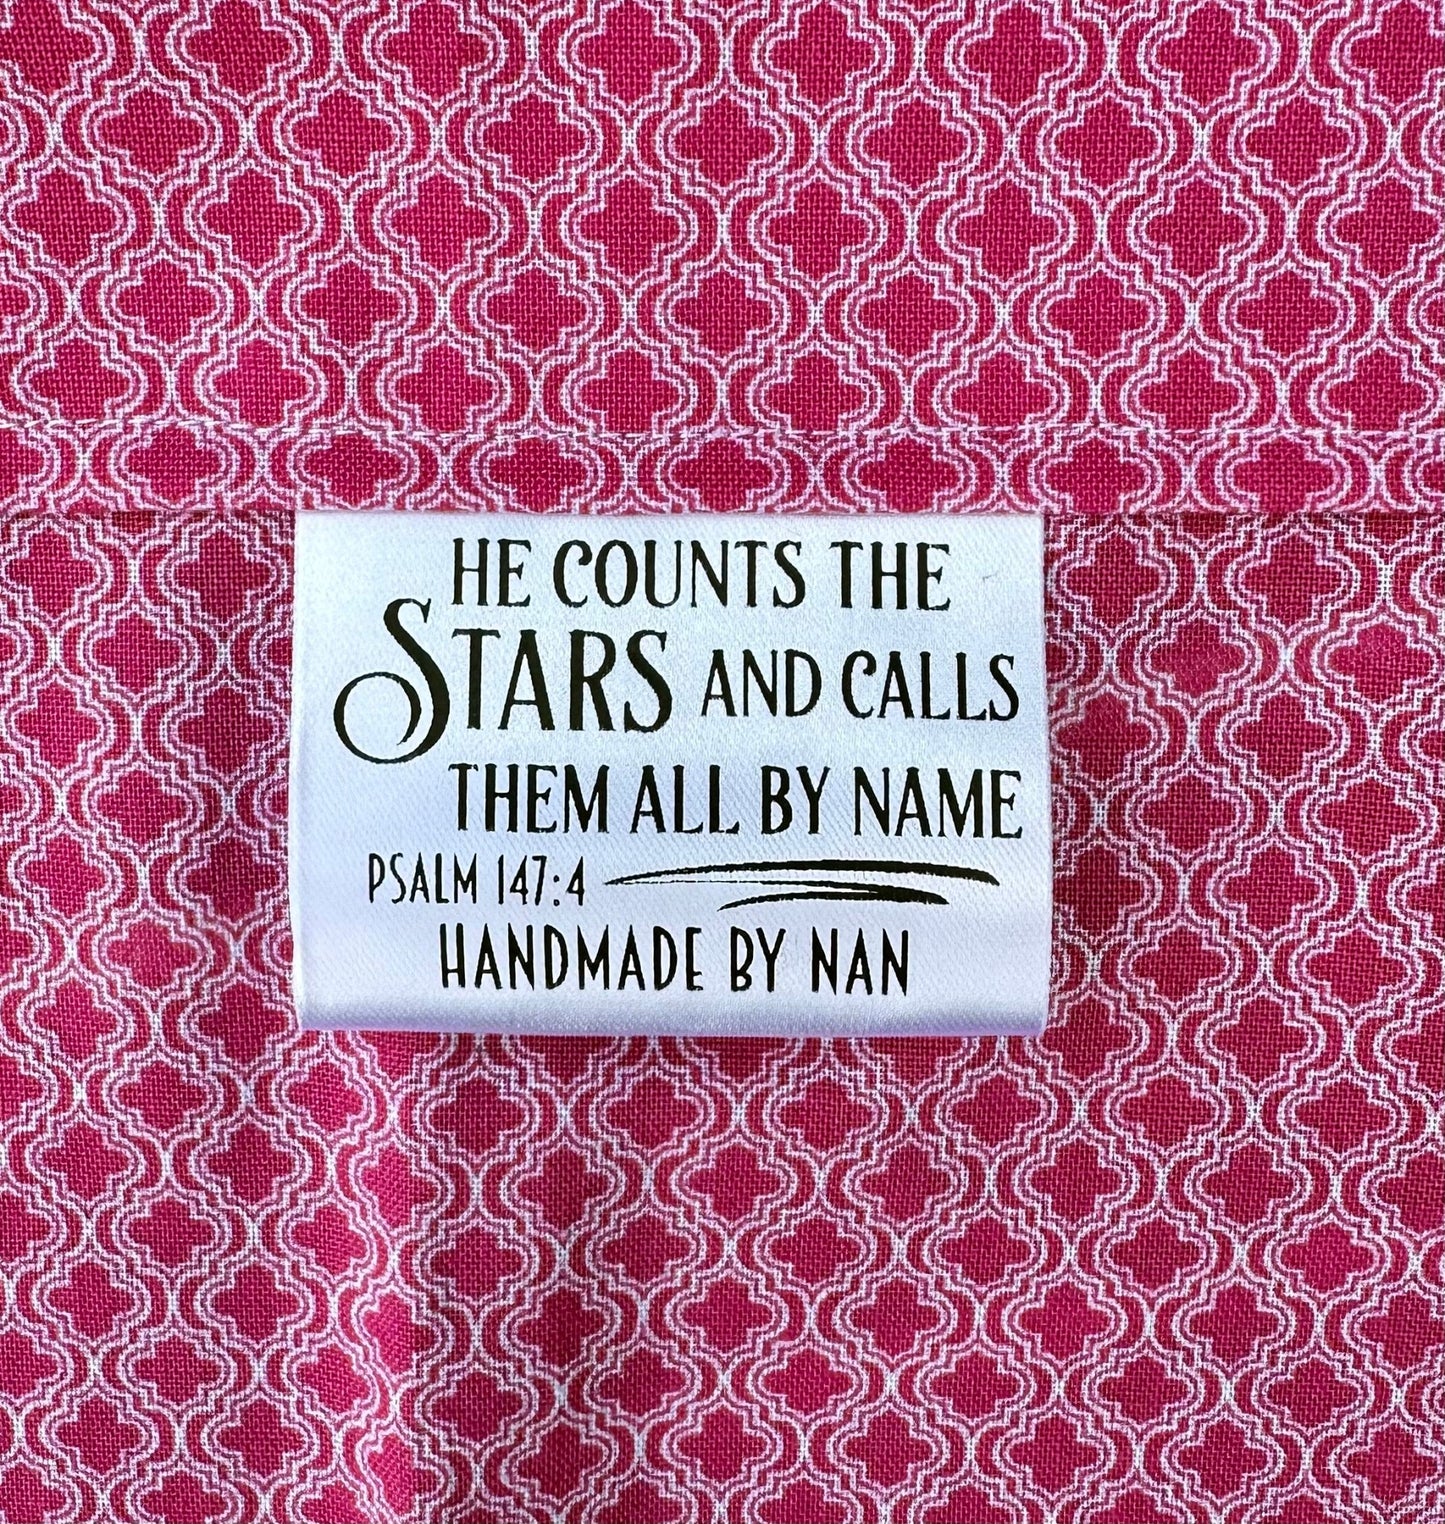 HE COUNTS THE
STARS AND CALLS
THEM ALL BY NAME
PSALM 147:4
HANDMADE BY NAN